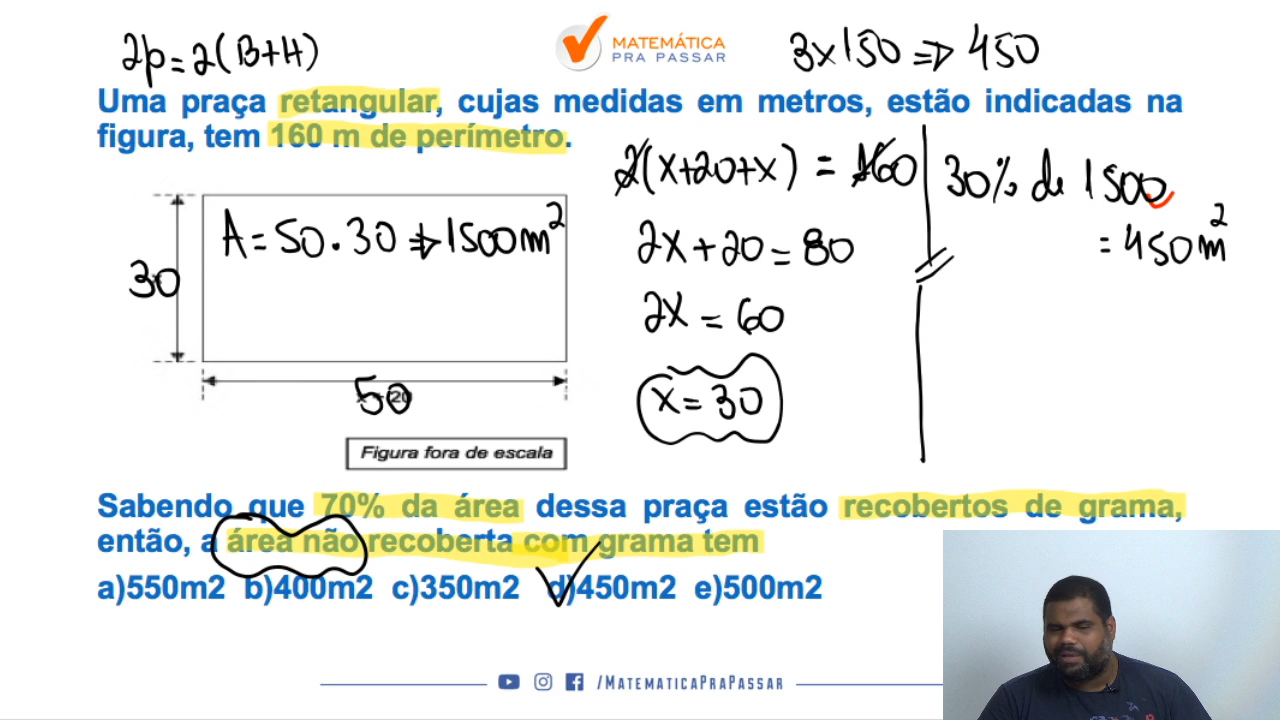 2p=2(B+H)
MATEMÁTICA
PRA PASSAR
3x150⇒450
Uma praça retangular, cujas medidas em metros, estão indicadas na
figura, tem 160 m de perímetro.
2(x+20+x) = 160
30% de 1500
= 450m²
A=50.30⇒1500m²
2x+20=80
30
2x=60
50
x=30
Figura fora de escala
Sabendo que 70% da área dessa praça estão recobertos de grama,
então, a área não recoberta com grama tem
a)550m2 b)400m2 c)350m2 d)450m2 e)500m2
/MATEMATICAPRAPASSAR